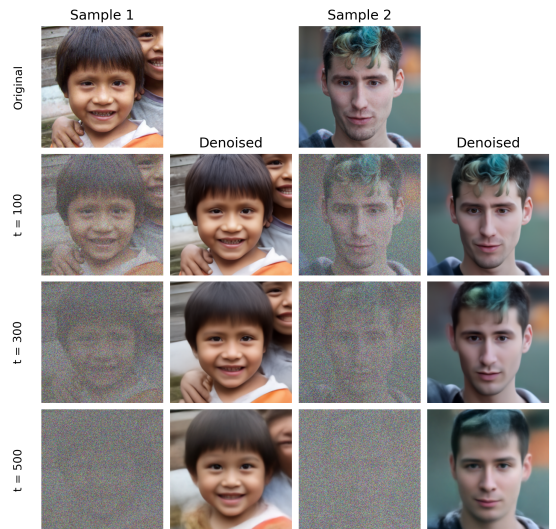 Sample 1
Sample 2
Original
Denoised
Denoised
t = 100
t = 300
t = 500